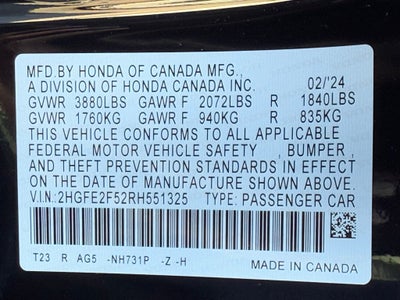 MFD.BY HONDA OF CANADA MFG.,
A DIVISION OF HONDA CANADA INC. 02/'24
GVWR 3880LBS GAWR F 2072LBS R 1840LBS
GVWR 1760KG GAWR F 940KG R 835KG
THIS VEHICLE CONFORMS TO ALL APPLICABLE
FEDERAL MOTOR VEHICLE SAFETY , BUMPER ,
AND THEFT PREVENTION STANDARDS IN EFFECT
ON THE DATE OF MANUFACTURE SHOWN ABOVE.
V.I.N.: 2HGFE2F52RH551325 TYPE: PASSENGER CAR
T23 R AG5 -NH731P -Z -H MADE IN CANADA